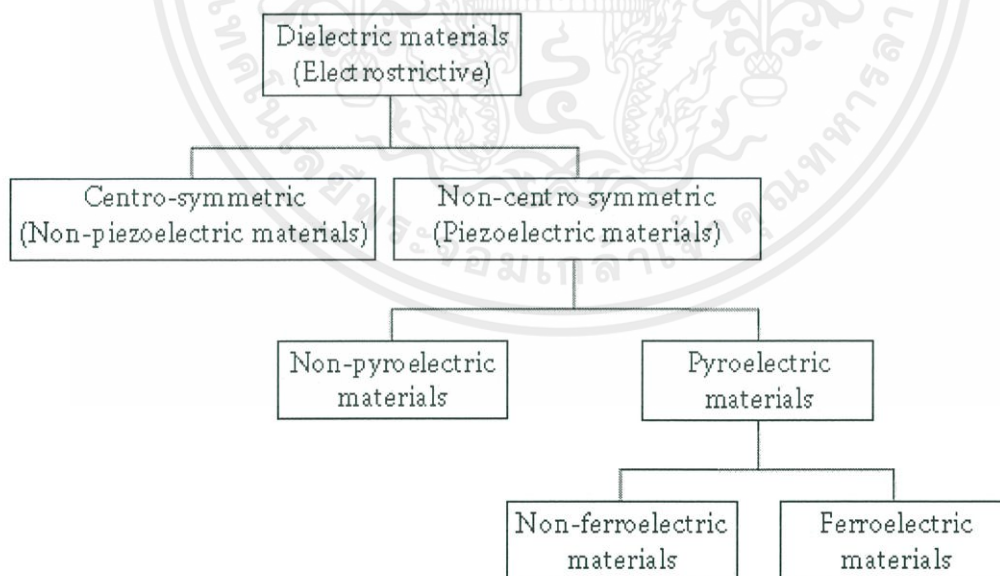 Dielectric materials
(Electrostrictive)
Centro-symmetric
(Non-piezoelectric materials)
Non-centro symmetric
(Piezoelectric materials)
Non-pyroelectric
materials
Pyroelectric
materials
Non-ferroelectric
materials
Ferroelectric
materials